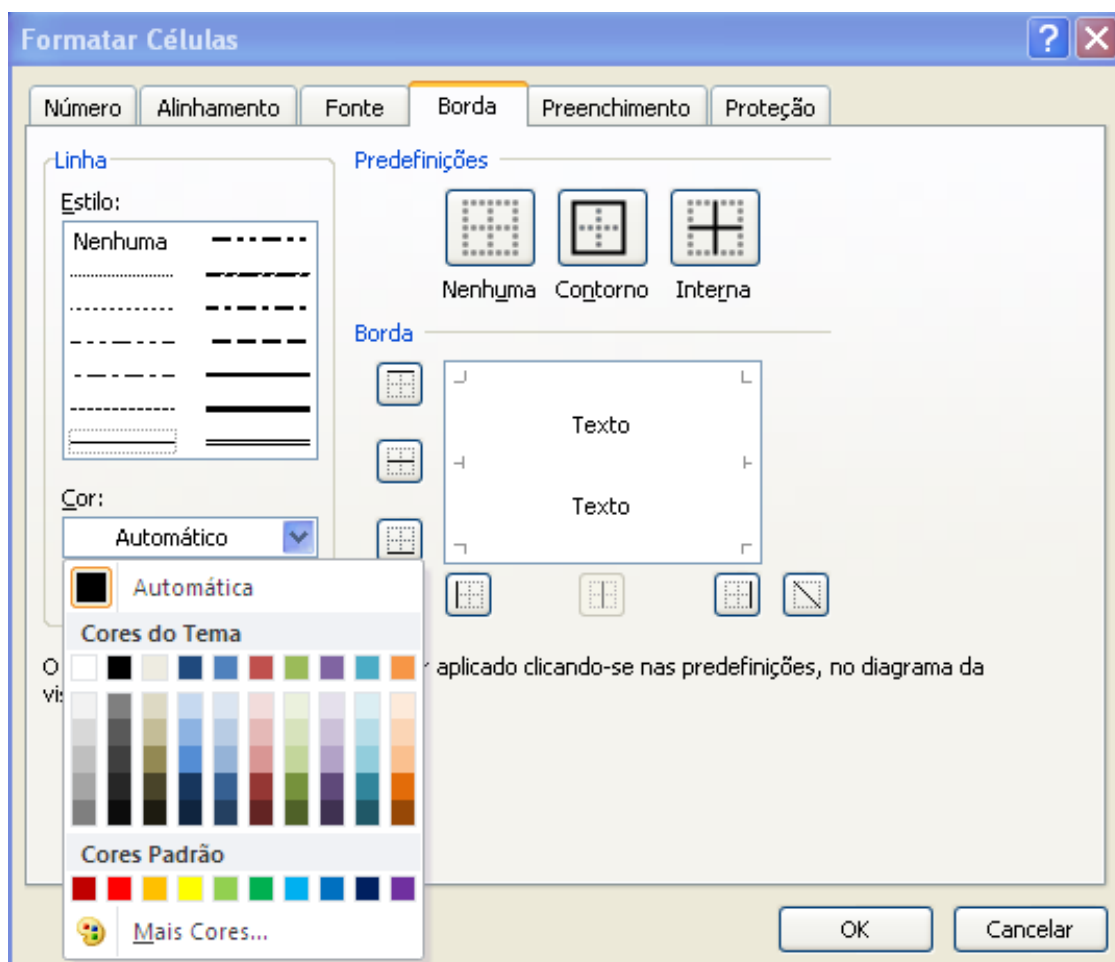 Formatar Células
Número Alinhamento Fonte Borda Preenchimento Proteção
Linha
Estilo:
Nenhuma
Cor:
Automático
Automática
Cores do Tema
Cores Padrão
Mais Cores...
Predefinições
Nenhuma Contorno Interna
Borda
Texto
Texto
O
aplicado clicando-se nas predefinições, no diagrama da
OK Cancelar